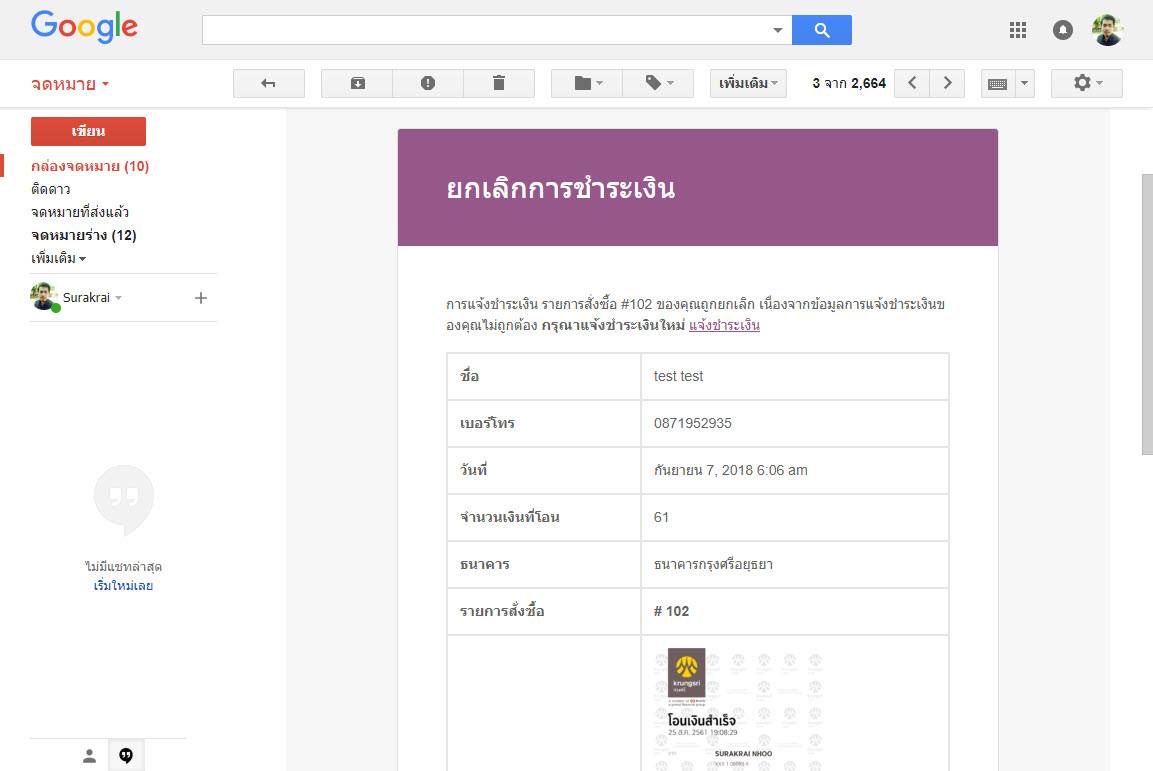 Google
จดหมาย
เพิ่มเติม
3 จาก 2,664
เขียน
กล่องจดหมาย (10)
ติดดาว
จดหมายที่ส่งแล้ว
จดหมายร่าง (12)
เพิ่มเติม
Surakrai
ไม่มีแชทล่าสุด
เริ่มใหม่เลย
ยกเลิกการชำระเงิน
การแจ้งชำระเงิน รายการสั่งซื้อ #102 ของคุณถูกยกเลิก เนื่องจากข้อมูลการแจ้งชำระเงินข
องคุณไม่ถูกต้อง กรุณาแจ้งชำระเงินใหม่ แจ้งชำระเงิน
ชื่อ test test
เบอร์โทร 0871952935
วันที่ กันยายน 7, 2018 6:06 am
จำนวนเงินที่โอน 61
ธนาคาร ธนาคารกรุงศรีอยุธยา
รายการสั่งซื้อ # 102
krungsri
กรุงศรี
โอนเงินสำเร็จ
25 ส.ค. 2561 19:08:29
SURAKRAI NHOO